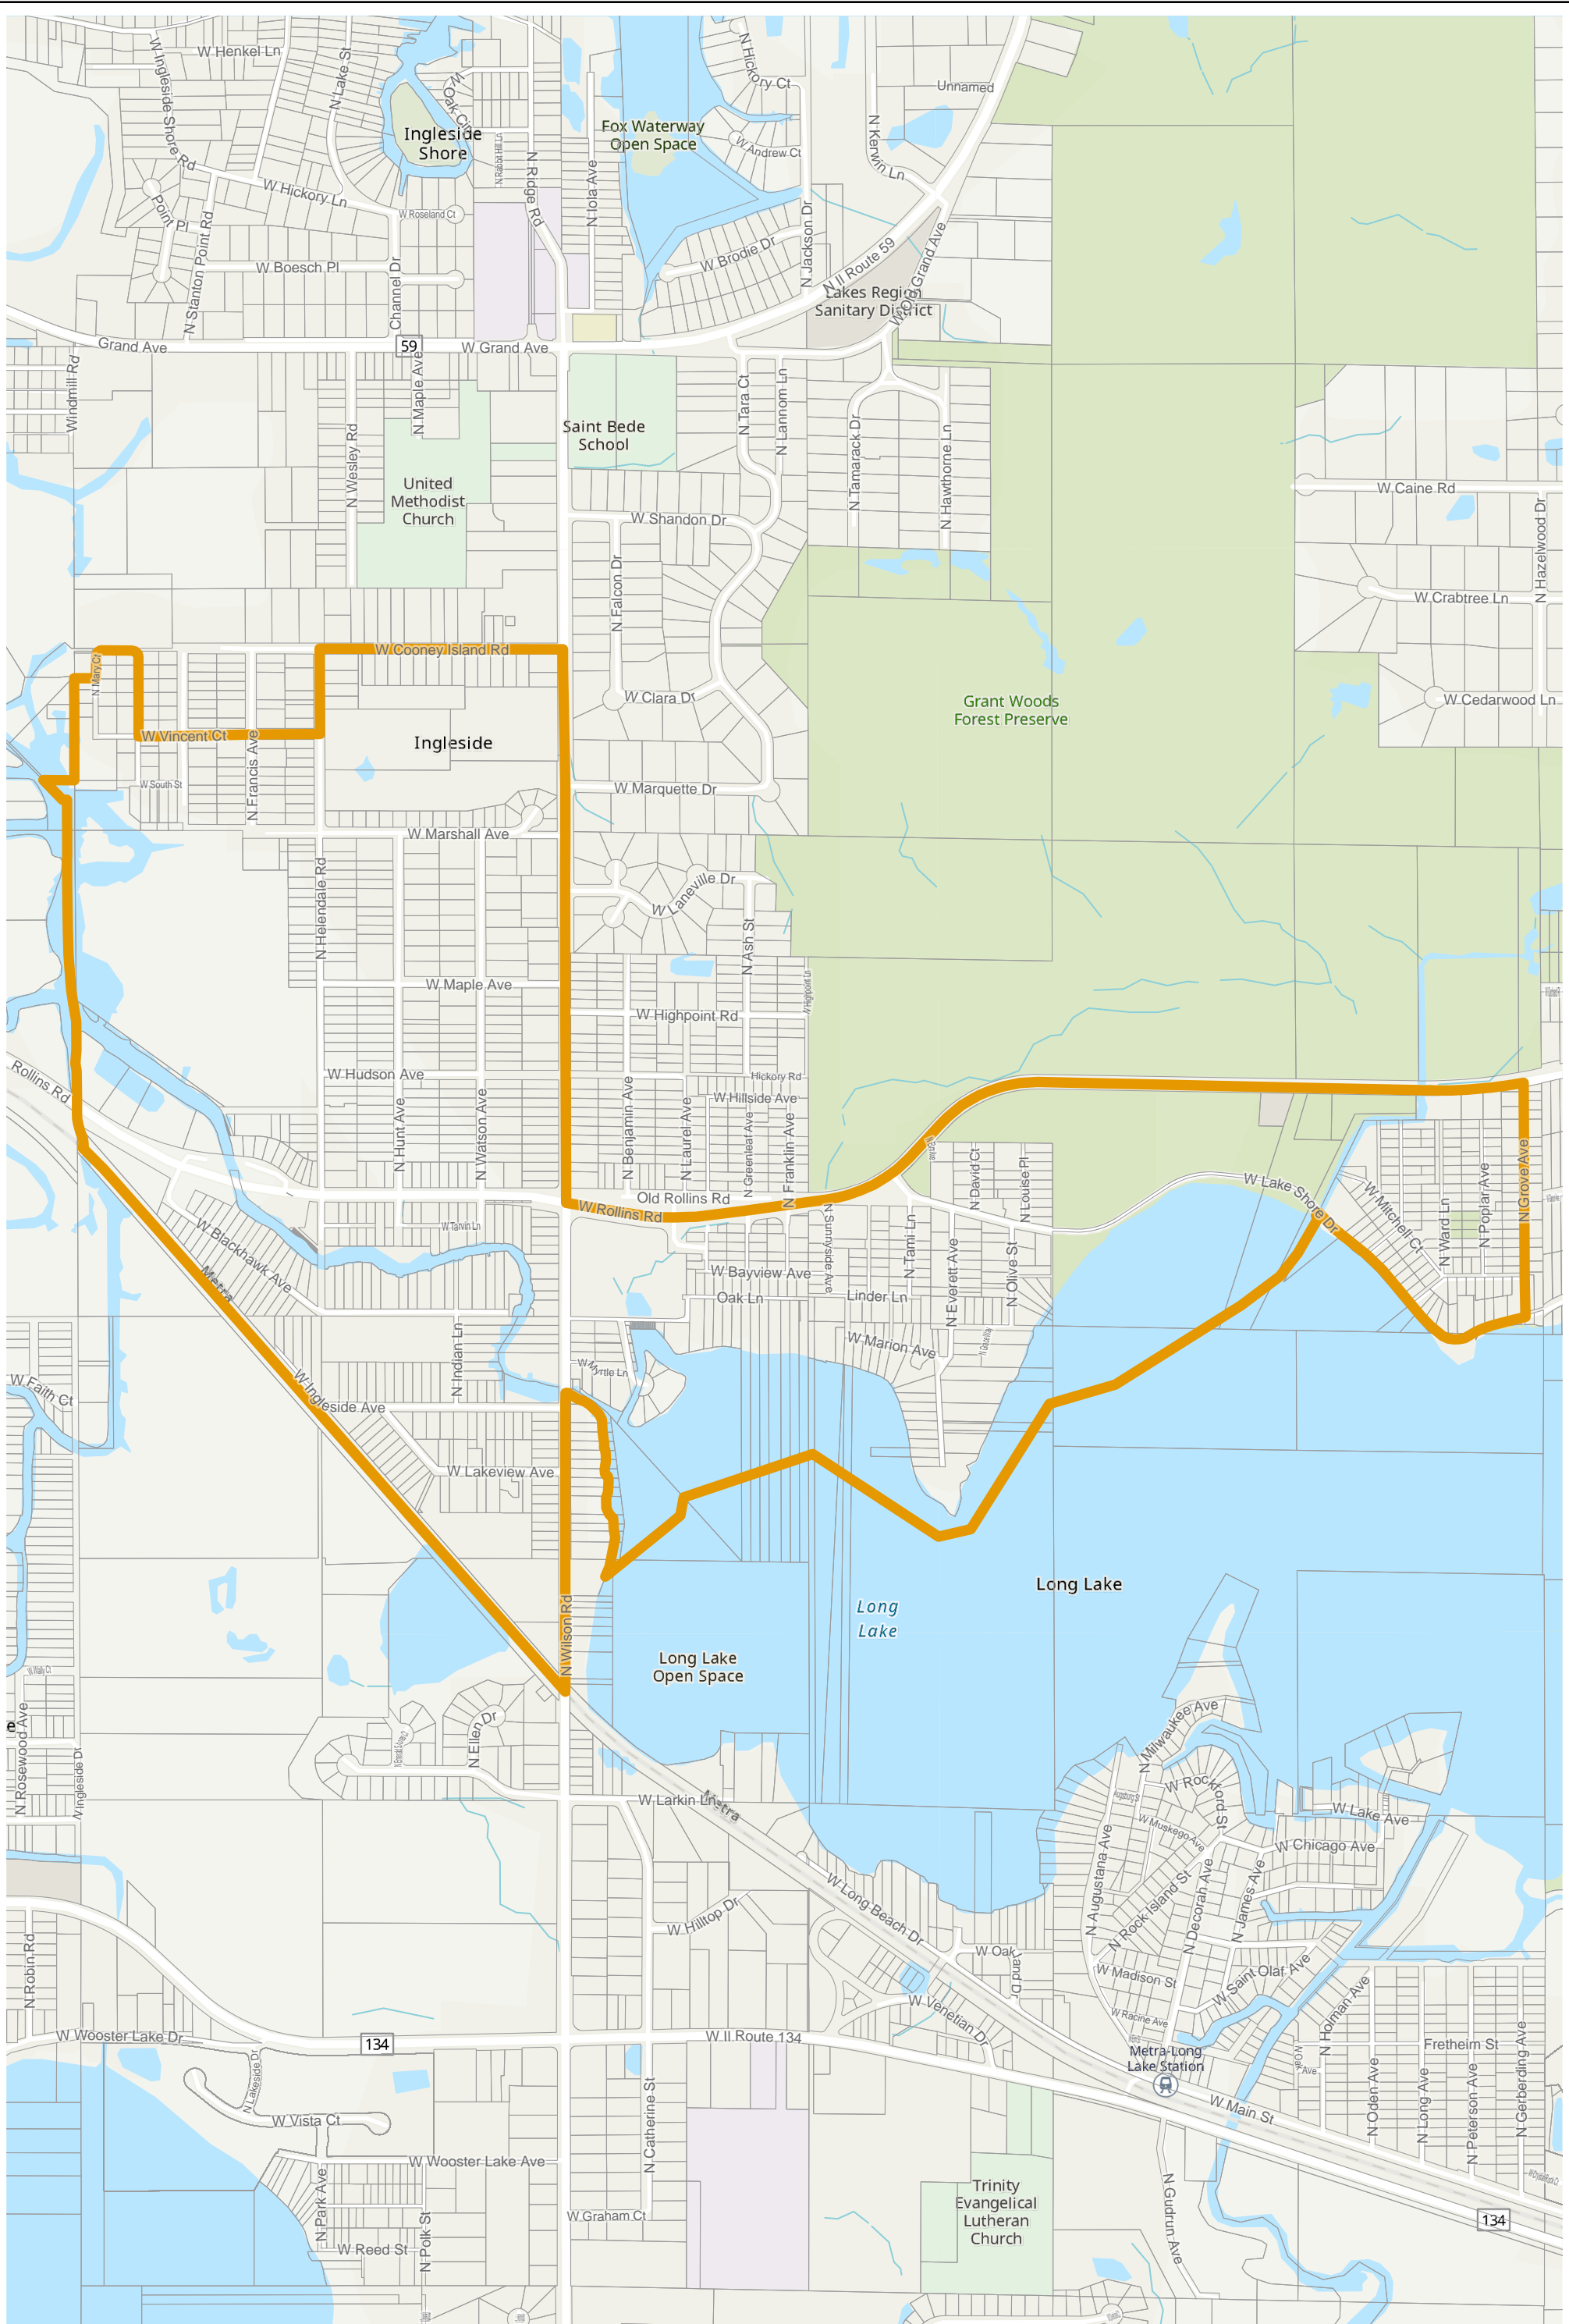 W Henkel Ln
W Ingleside Shore Rd
N Lake St
W Oak Cir
Ingleside
Shore
N Rabbit Hill Ln
N Ridge Rd
N Iola Ave
Fox Waterway
Open Space
N Hickory Ct
W Andrew Ct
Unnamed
N Kerwin Ln
W Hickory Ln
Point Pl
W Roseland Ct
N Stanton Point Rd
W Boesch Pl
Channel Dr
W Brodie Dr
N Jackson Dr
N Il Route 59
W Old Grand Ave
Lakes Region
Sanitary District
Grand Ave
59
W Grand Ave
Windmill Rd
N Maple Ave
N Wesley Rd
United
Methodist
Church
Saint Bede
School
N Tara Ct
N Lannom Ln
N Tamarack Dr
N Hawthorne Ln
W Caine Rd
N Hazelwood Dr
W Shandon Dr
N Falcon Dr
W Crabtree Ln
W Cooney Island Rd
N Mary Ct
W Clara Dr
Grant Woods
Forest Preserve
W Cedarwood Ln
W Vincent Ct
Ingleside
N Francis Ave
W South St
W Marquette Dr
W Marshall Ave
N Helendale Rd
W Laneville Dr
N Ash St
W Maple Ave
W Highpoint Ln
W Highpoint Rd
Rollins Rd
W Hudson Ave
Hickory Rd
W Hillside Ave
N Hunt Ave
N Watson Ave
N Benjamin Ave
N Laurel Ave
N Greenleaf Ave
N Franklin Ave
N David Ct
N Louise Pl
Old Rollins Rd
W Rollins Rd
W Lake Shore Dr
W Mitchell Ct
N Ward Ln
N Poplar Ave
N Grove Ave
W Tarvin Ln
W Blackhawk Ave
Metra
N Sunnyside Ave
N Tami Ln
N Everett Ave
N Olive St
W Bayview Ave
Oak Ln
Linder Ln
W Marion Ave
N Indian Ln
W Myrtle Ln
W Faith Ct
W Ingleside Ave
W Lakeview Ave
N Wilson Rd
Long Lake
Long
Lake
Long Lake
Open Space
W Wally Ct
e
N Rosewood Ave
N Ingleside Dr
N Ellen Dr
W Larkin Ln
Metra
N Milwaukee Ave
W Rockford St
W Muskego Ave
W Lake Ave
W Chicago Ave
N Augustana Ave
N Rock Island St
N Decorah Ave
N James Ave
W Long Beach Dr
W Hilltop Dr
W Oakland Dr
W Madison St
W Saint Olaf Ave
W Racine Ave
N Holman Ave
N Robin Rd
W Wooster Lake Dr
134
W Il Route 134
W Venetian Dr
Metra-Long
Lake Station
Fretheim St
N Oak Ave
N Lakeside Dr
W Vista Ct
W Main St
N Oden Ave
N Long Ave
N Peterson Ave
N Gerberding Ave
N Catherine St
W Wooster Lake Ave
N Park Ave
N Polk St
W Reed St
W Graham Ct
Trinity
Evangelical
Lutheran
Church
N Gudrun Ave
134